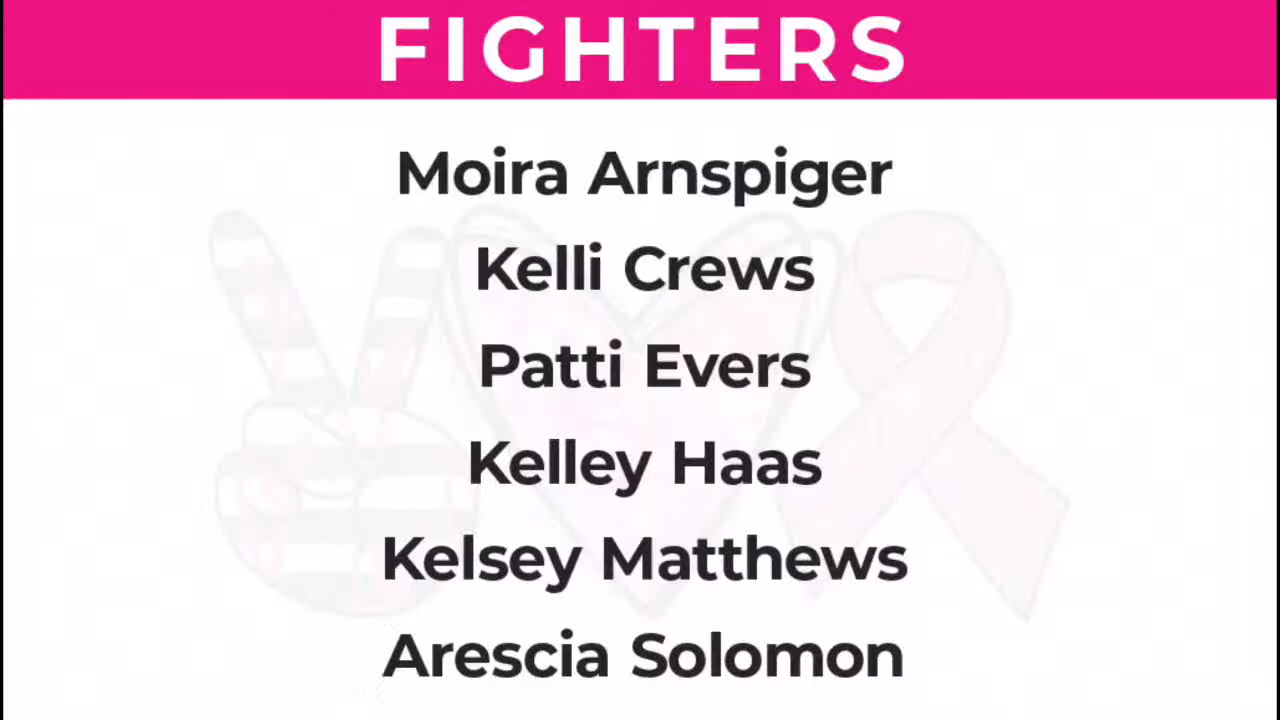 FIGHTERS
Moira Arnspiger
Kelli Crews
Patti Evers
Kelley Haas
Kelsey Matthews
Arescia Solomon